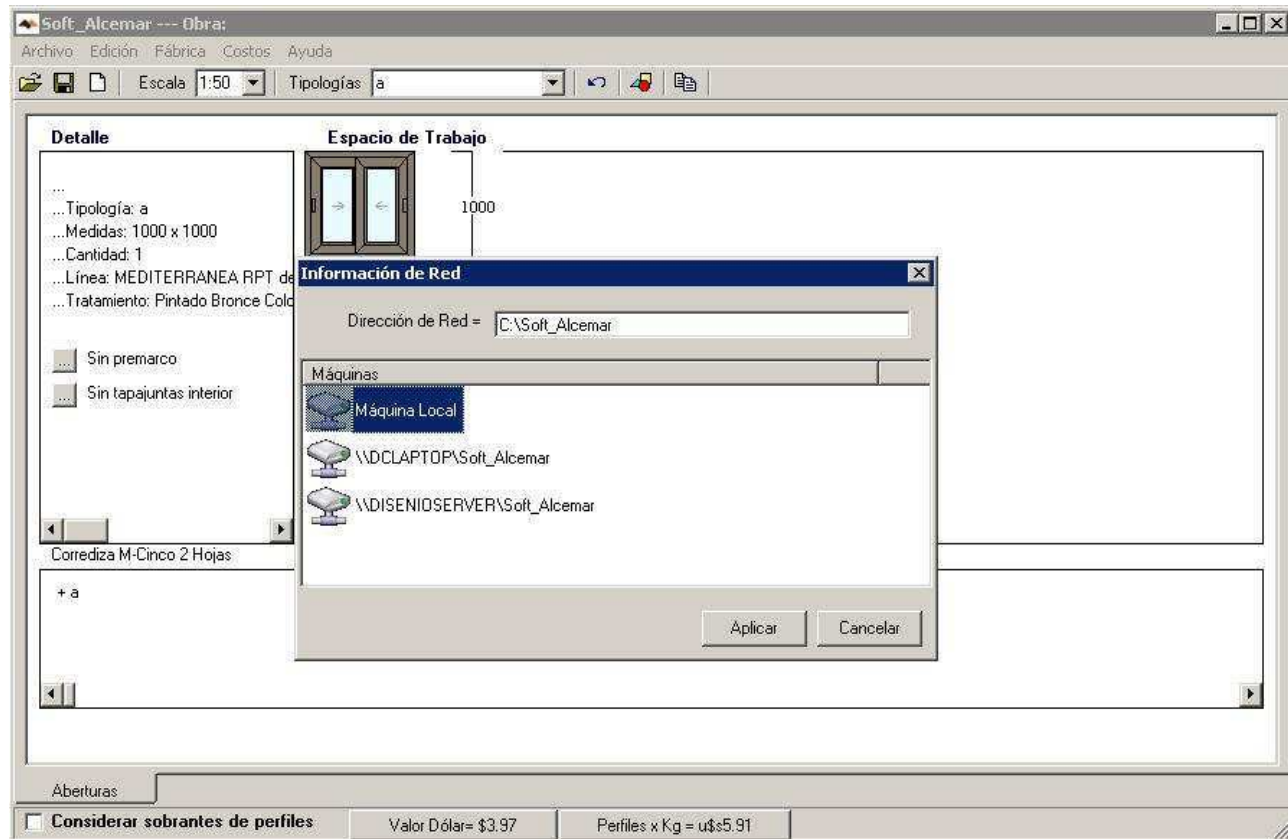 Soft_Alcemar --- Obra:
Archivo Edición Fábrica Costos Ayuda
Escala 1:50 Tipologías a
Detalle
Espacio de Trabajo
...
...Tipología: a
...Medidas: 1000 x 1000
...Cantidad: 1
...Línea: MEDITERRANEA RPT de
...Tratamiento: Pintado Bronce Colo
1000
... Sin premarco
... Sin tapajuntas interior
Información de Red
Dirección de Red = C:\Soft_Alcemar
Máquinas
Máquina Local
\\DCLAPTOP\Soft_Alcemar
\\DISENIOSERVER\Soft_Alcemar
Aplicar Cancelar
Corrediza M-Cinco 2 Hojas
+ a
Aberturas
Considerar sobrantes de perfiles Valor Dólar= $3.97 Perfiles x Kg = u$s5.91